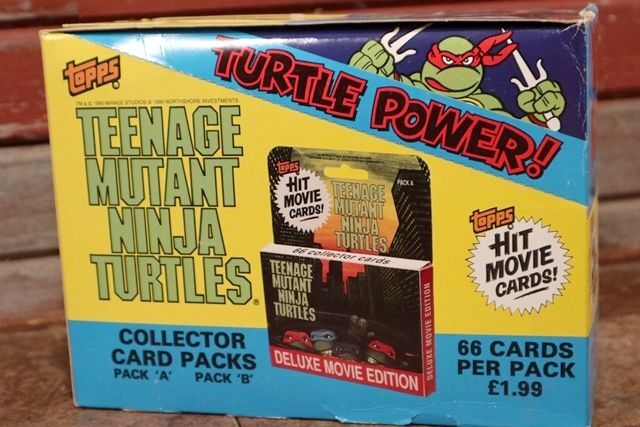 topps
TURTLE POWER!
TM & © 1990 MIRAGE STUDIOS © 1990 NORTHSHORE INVESTMENTS
TEENAGE
MUTANT
NINJA
TURTLES®
topps
HIT
MOVIE
CARDS!
PACK A
TEENAGE
MUTANT
NINJA
TURTLES
66 collector cards
TEENAGE
MUTANT
NINJA
TURTLES
DELUXE MOVIE EDITION
DELUXE MOVIE EDITION
topps
HIT
MOVIE
CARDS!
COLLECTOR
CARD PACKS
PACK 'A' PACK 'B'
66 CARDS
PER PACK
£1.99